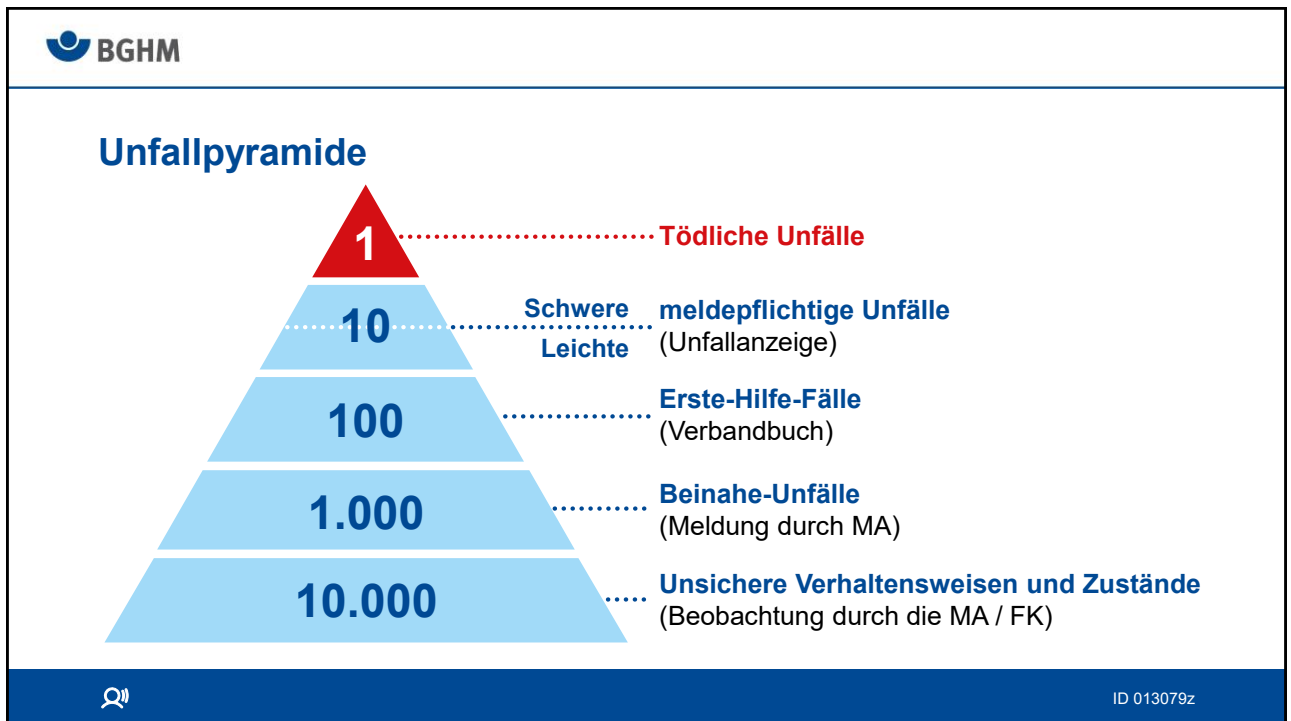 BGHM
Unfallpyramide
1
Tödliche Unfälle
10
Schwere
Leichte
meldepflichtige Unfälle
(Unfallanzeige)
100
Erste-Hilfe-Fälle
(Verbandbuch)
1.000
Beinahe-Unfälle
(Meldung durch MA)
10.000
Unsichere Verhaltensweisen und Zustände
(Beobachtung durch die MA / FK)
ID 013079z